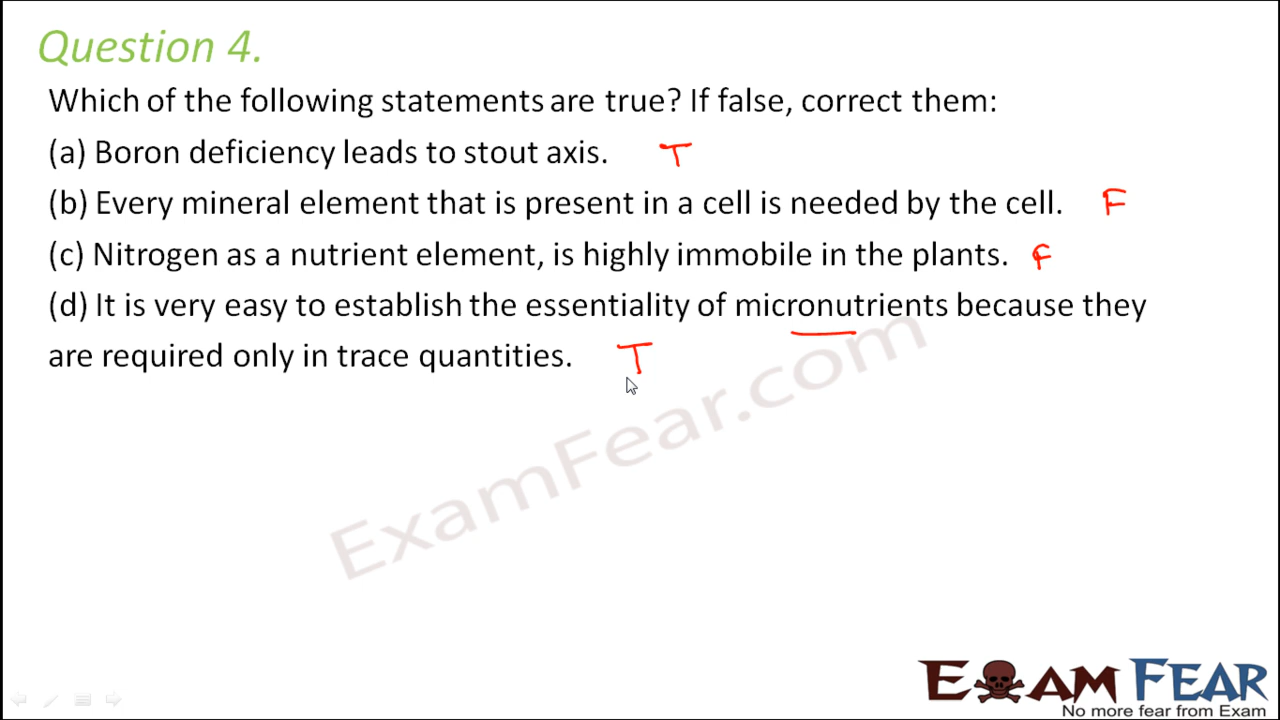 Question 4.
Which of the following statements are true? If false, correct them:
(a) Boron deficiency leads to stout axis. T
(b) Every mineral element that is present in a cell is needed by the cell. F
(c) Nitrogen as a nutrient element, is highly immobile in the plants. F
(d) It is very easy to establish the essentiality of micronutrients because they
are required only in trace quantities. T
ExamFear.com
EXAM FEAR
No more fear from Exam